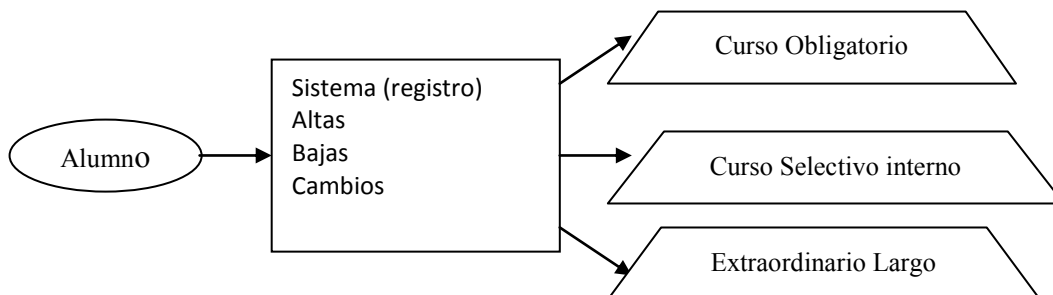 Curso Obligatorio
Sistema (registro)
Altas
Bajas
Cambios
Alumno
Curso Selectivo interno
Extraordinario Largo